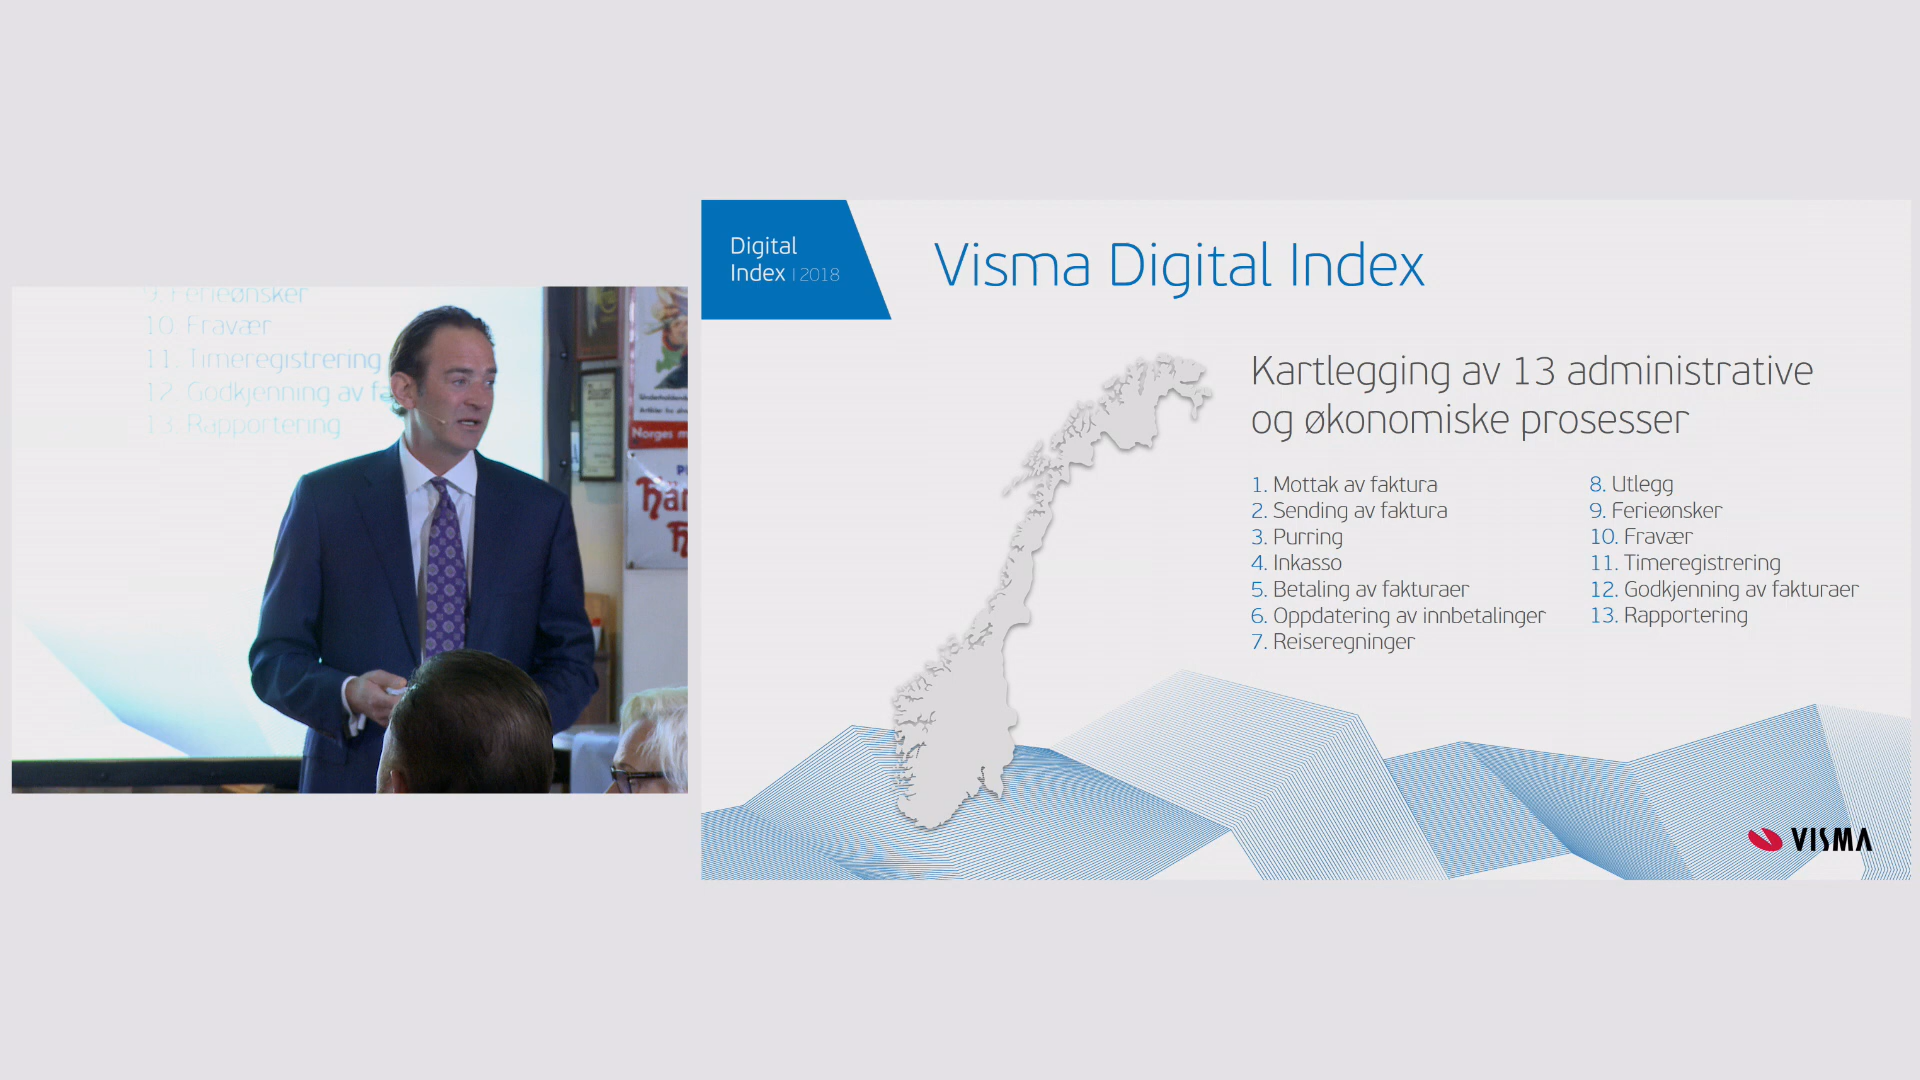 9. Ferieønsker
10. Fravær
11. Timeregistrering
12. Godkjenning av fa
13. Rapportering
Norges
Digital
Index | 2018
Visma Digital Index
Kartlegging av 13 administrative
og økonomiske prosesser
1. Mottak av faktura
2. Sending av faktura
3. Purring
4. Inkasso
5. Betaling av fakturaer
6. Oppdatering av innbetalinger
7. Reiseregninger
8. Utlegg
9. Ferieønsker
10. Fravær
11. Timeregistrering
12. Godkjenning av fakturaer
13. Rapportering
VISMA